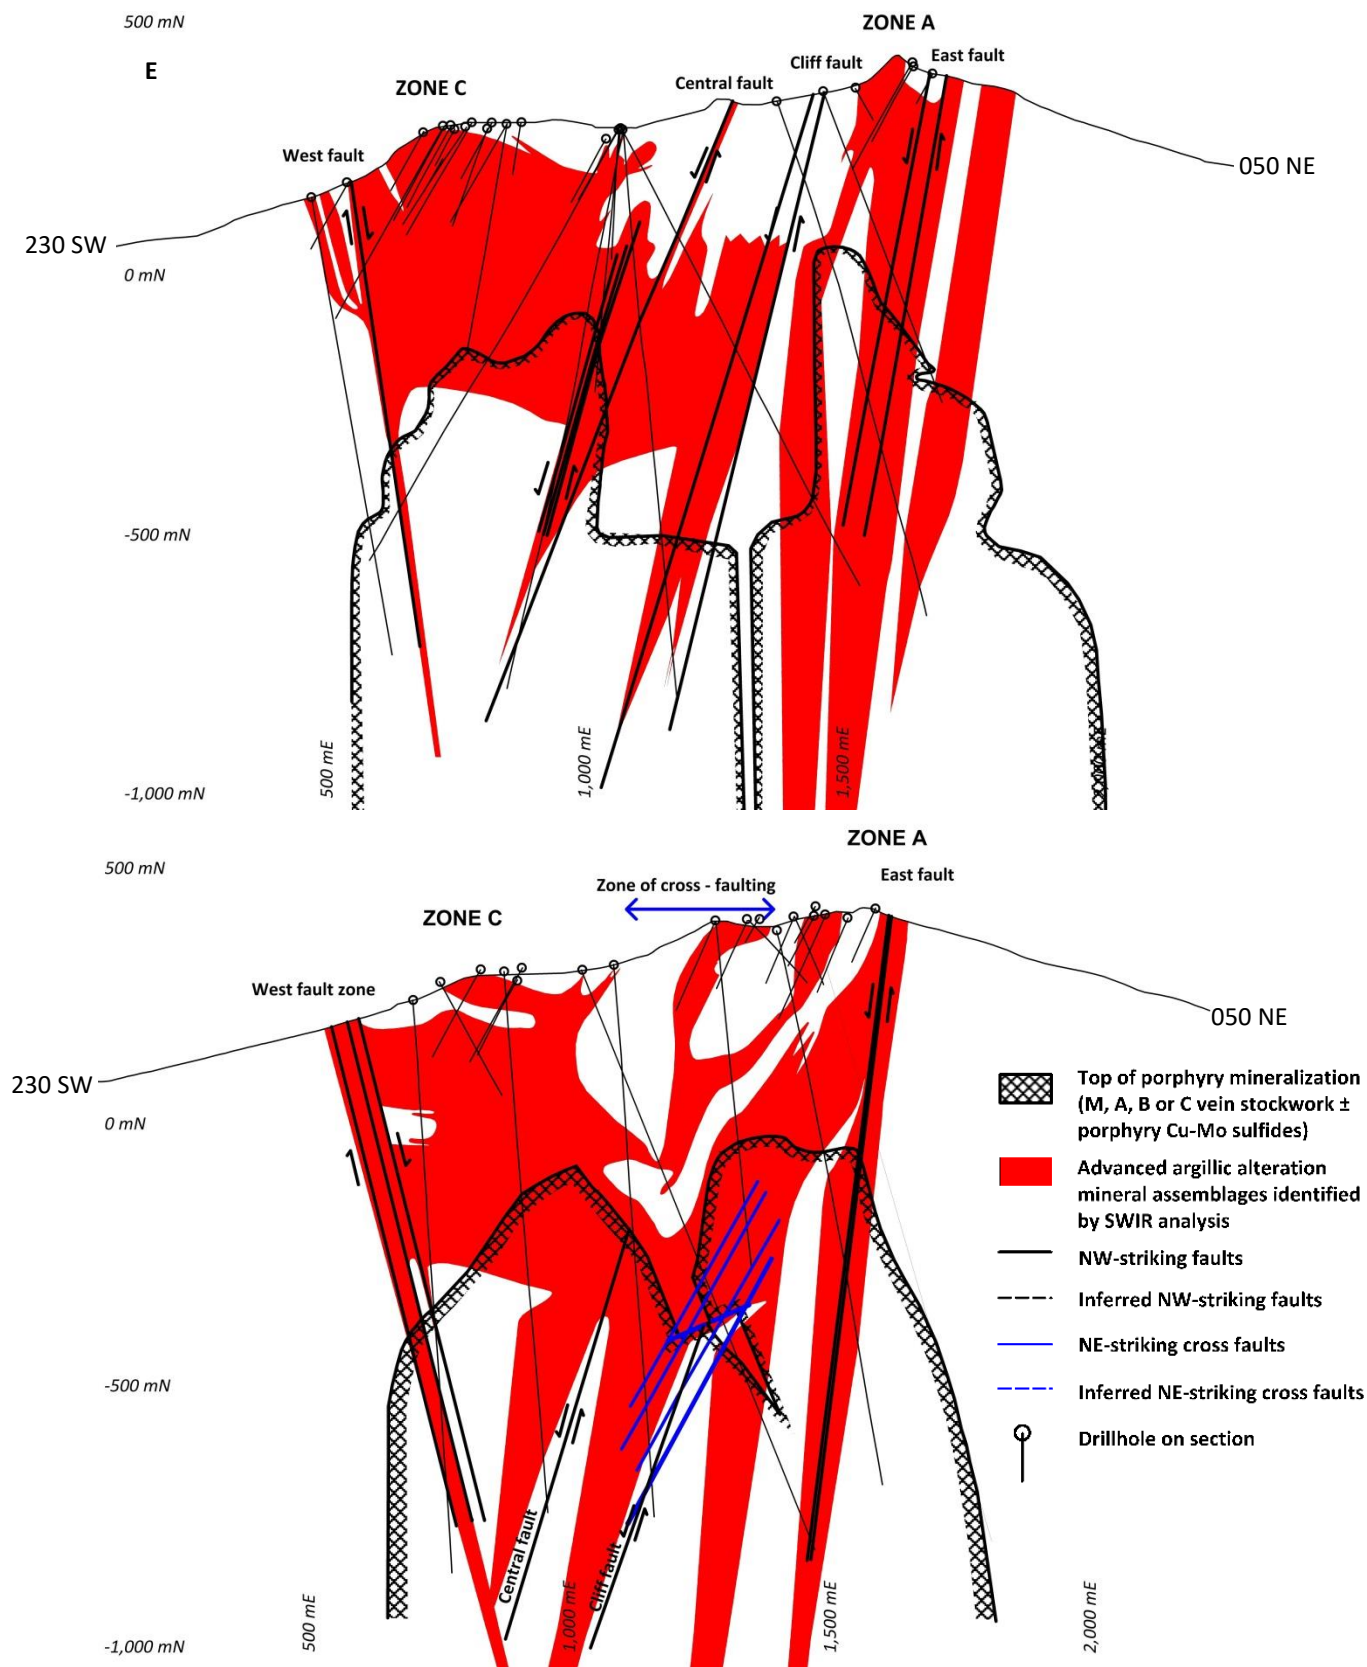 500 mN
ZONE A
E
Cliff fault
East fault
ZONE C
Central fault
West fault
050 NE
230 SW
0 mN
-500 mN
500 mE
1,000 mE
1,500 mE
-1,000 mN
ZONE A
500 mN
East fault
Zone of cross - faulting
ZONE C
West fault zone
050 NE
230 SW
Top of porphyry mineralization
(M, A, B or C vein stockwork ±
porphyry Cu-Mo sulfides)
0 mN
Advanced argillic alteration
mineral assemblages identified
by SWIR analysis
NW-striking faults
Inferred NW-striking faults
NE-striking cross faults
-500 mN
Inferred NE-striking cross faults
Drillhole on section
Central fault
Cliff fault
500 mE
1,000 mE
1,500 mE
2,000 mE
-1,000 mN